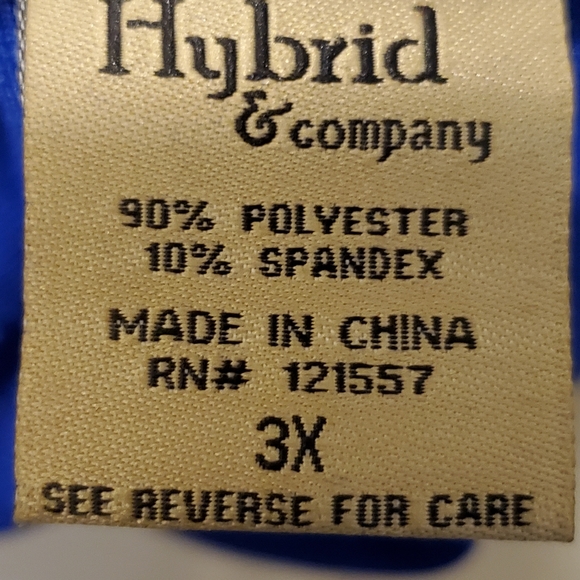 Hybrid
& company
90% POLYESTER
10% SPANDEX
MADE IN CHINA
RN# 121557
3X
SEE REVERSE FOR CARE